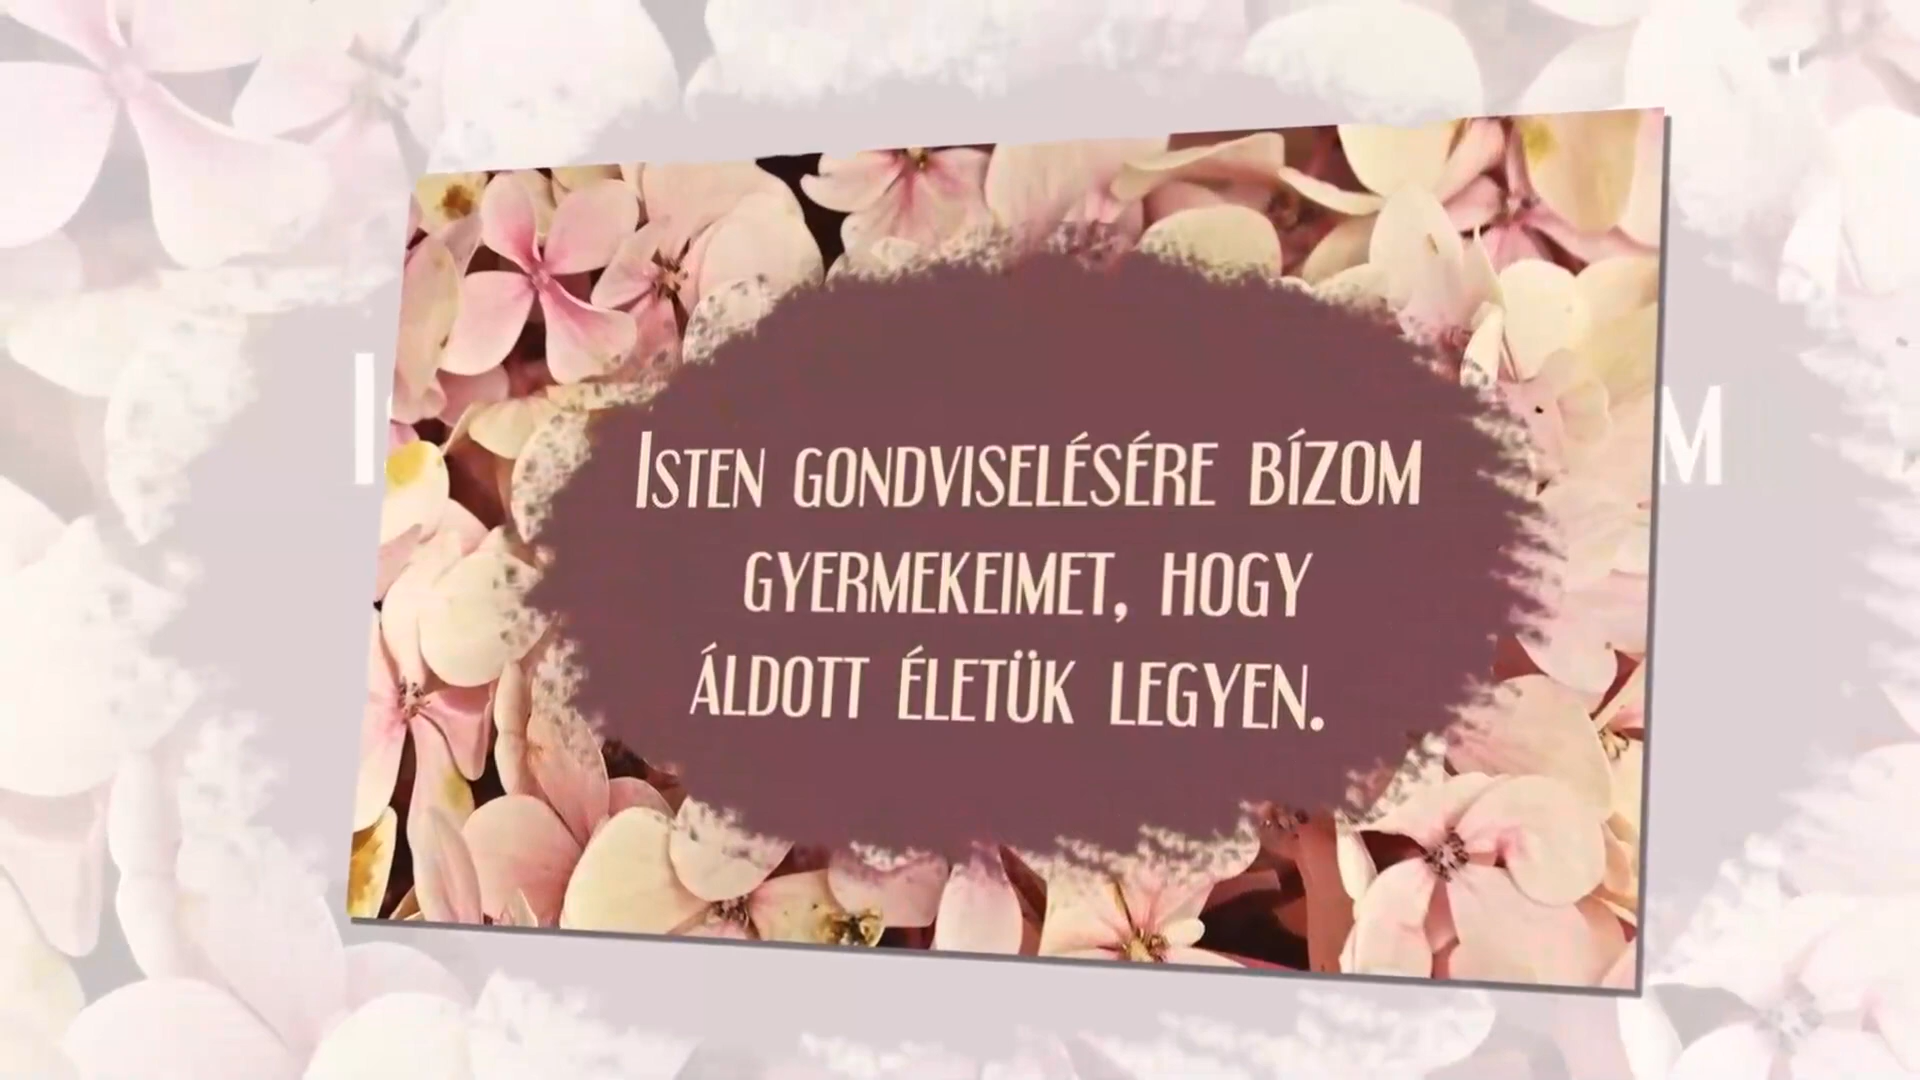 Isten gondviselésére bízom
gyermekeimet, hogy
áldott életük legyen.